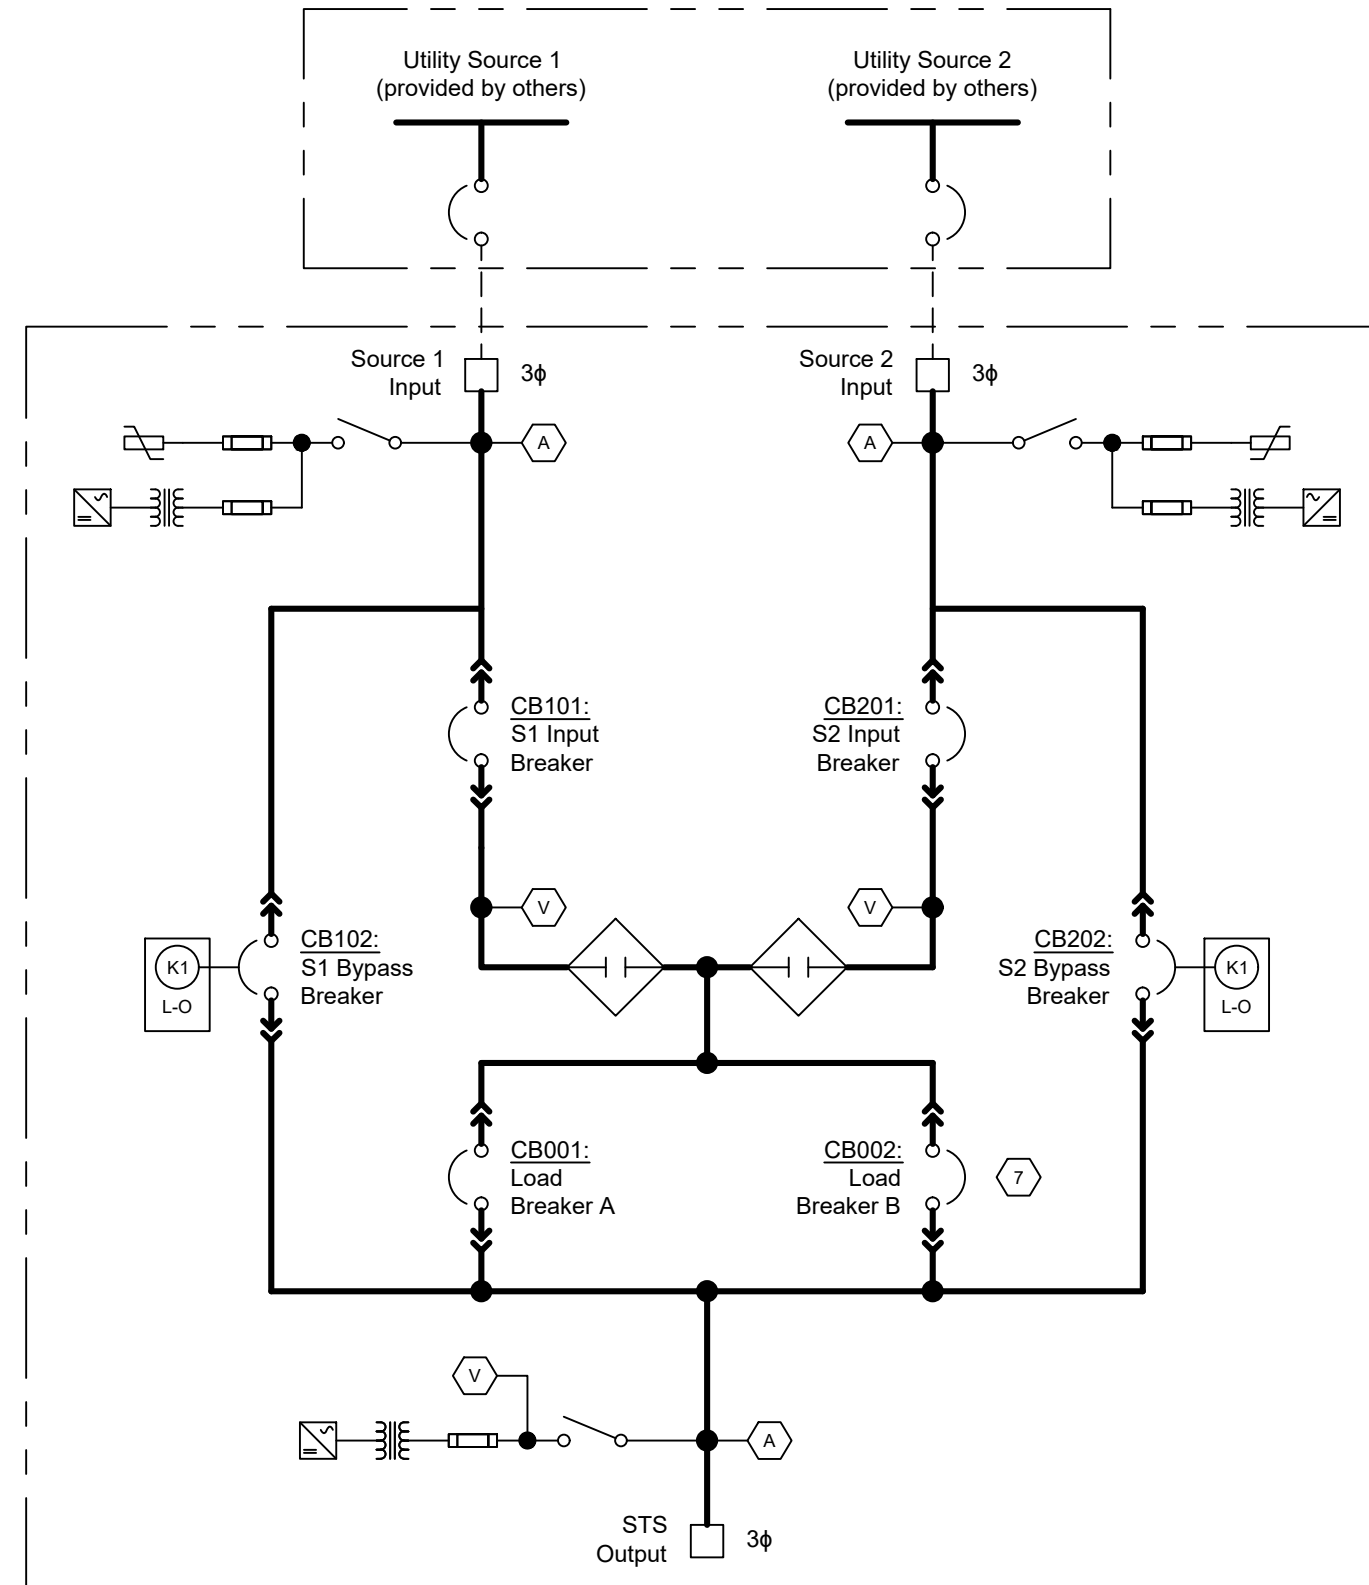 Utility Source 1
(provided by others)
Utility Source 2
(provided by others)
Source 1
Input
3ϕ
Source 2
Input
3ϕ
A
A
CB101:
S1 Input
Breaker
CB201:
S2 Input
Breaker
V
V
K1
L-O
CB102:
S1 Bypass
Breaker
CB202:
S2 Bypass
Breaker
K1
L-O
CB001:
Load
Breaker A
CB002:
Load
Breaker B
7
V
A
STS
Output
3ϕ